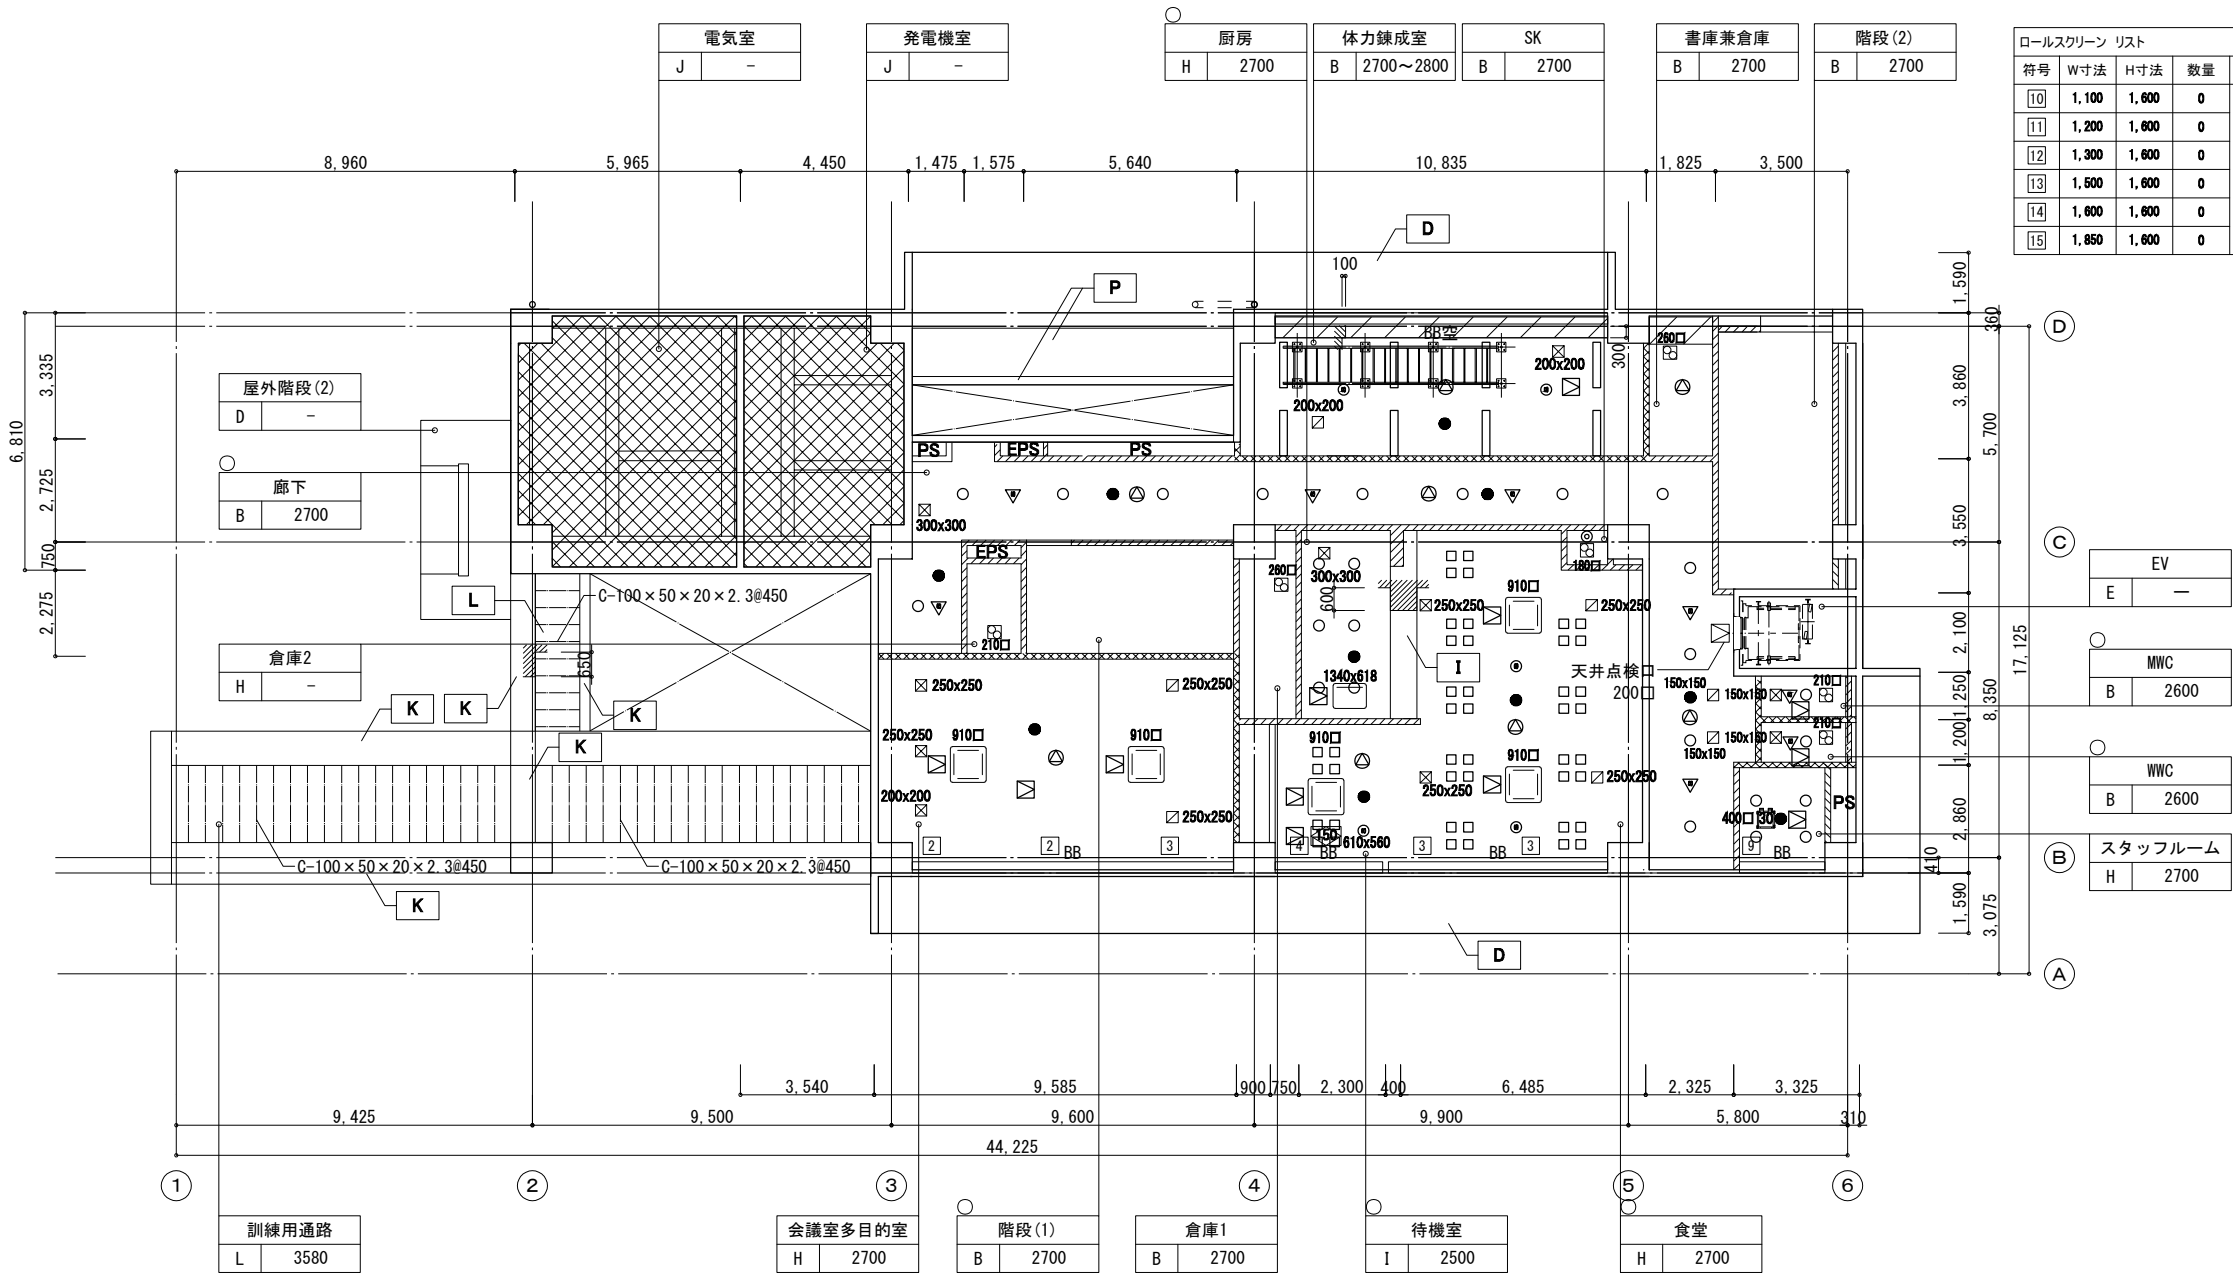 電気室
J -
発電機室
J -
厨房
H 2700
体力錬成室
B 2700～2800
SK
B 2700
書庫兼倉庫
B 2700
階段(2)
B 2700
ロールスクリーン リスト
符号 W寸法 H寸法 数量
10 1,100 1,600 0
11 1,200 1,600 0
12 1,300 1,600 0
13 1,500 1,600 0
14 1,600 1,600 0
15 1,850 1,600 0
8,960 5,965 4,450 1,475 1,575 5,640 10,835 1,825 3,500
D
100
P
1,590
360
D
BB空
300
260□
200x200
200x200
3,335
6,810
2,725
750
2,275
3,860
5,700
3,550
17,125
屋外階段(2)
D -
廊下
B 2700
PS EPS PS
300x300
EPS
C
EV
E —
260□
300x300
600
180□
910□
250x250
250x250
L
C-100×50×20×2.3@450
650
210□
倉庫2
H -
I
天井点検口
200□
2,100
MWC
B 2600
1340x618
250x250
250x250
150x150
150x150
210□
1,250
8,350
K K K
K
250x250
910□
910□
910□
910□
150x150
150x150
210□
1,200
WWC
B 2600
200x200
250x250
250x250
250x250
400□
PS
2,860
150
610x560
2 2 3 4 3 3 9
BB BB BB BB
スタッフルーム
H 2700
B
410
C-100×50×20×2.3@450
C-100×50×20×2.3@450
K
1,590
3,075
D
A
3,540 9,585 900 750 2,300 400 6,485 2,325 3,325
9,425 9,500 9,600 9,900 5,800 310
44,225
1 2 3 4 5 6
訓練用通路
L 3580
会議室多目的室
H 2700
階段(1)
B 2700
倉庫1
B 2700
待機室
I 2500
食堂
H 2700